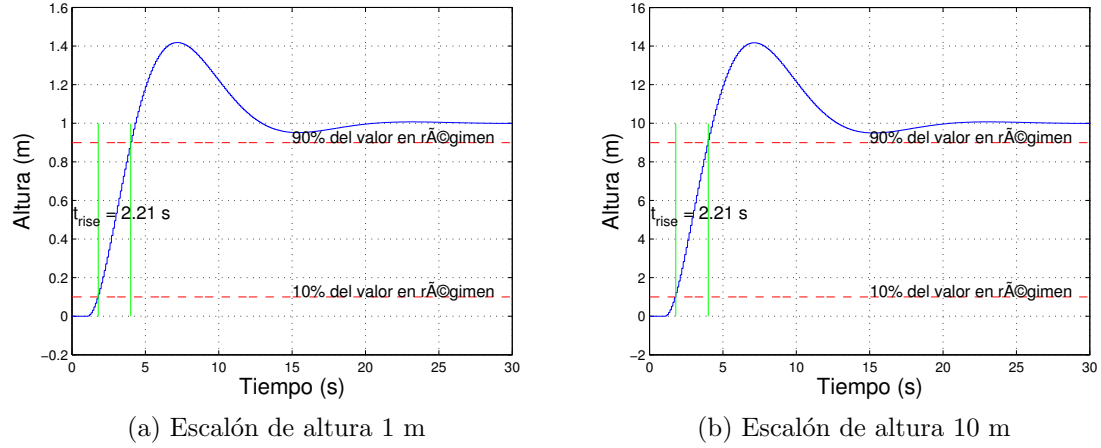 1.6
1.4
1.2
1
0.8
0.6
0.4
0.2
0
−0.2
0 5 10 15 20 25 30
Altura (m)
Tiempo (s)
90% del valor en rÃ©gimen
t_rise = 2.21 s
10% del valor en rÃ©gimen
(a) Escalón de altura 1 m
16
14
12
10
8
6
4
2
0
−2
0 5 10 15 20 25 30
Altura (m)
Tiempo (s)
90% del valor en rÃ©gimen
t_rise = 2.21 s
10% del valor en rÃ©gimen
(b) Escalón de altura 10 m